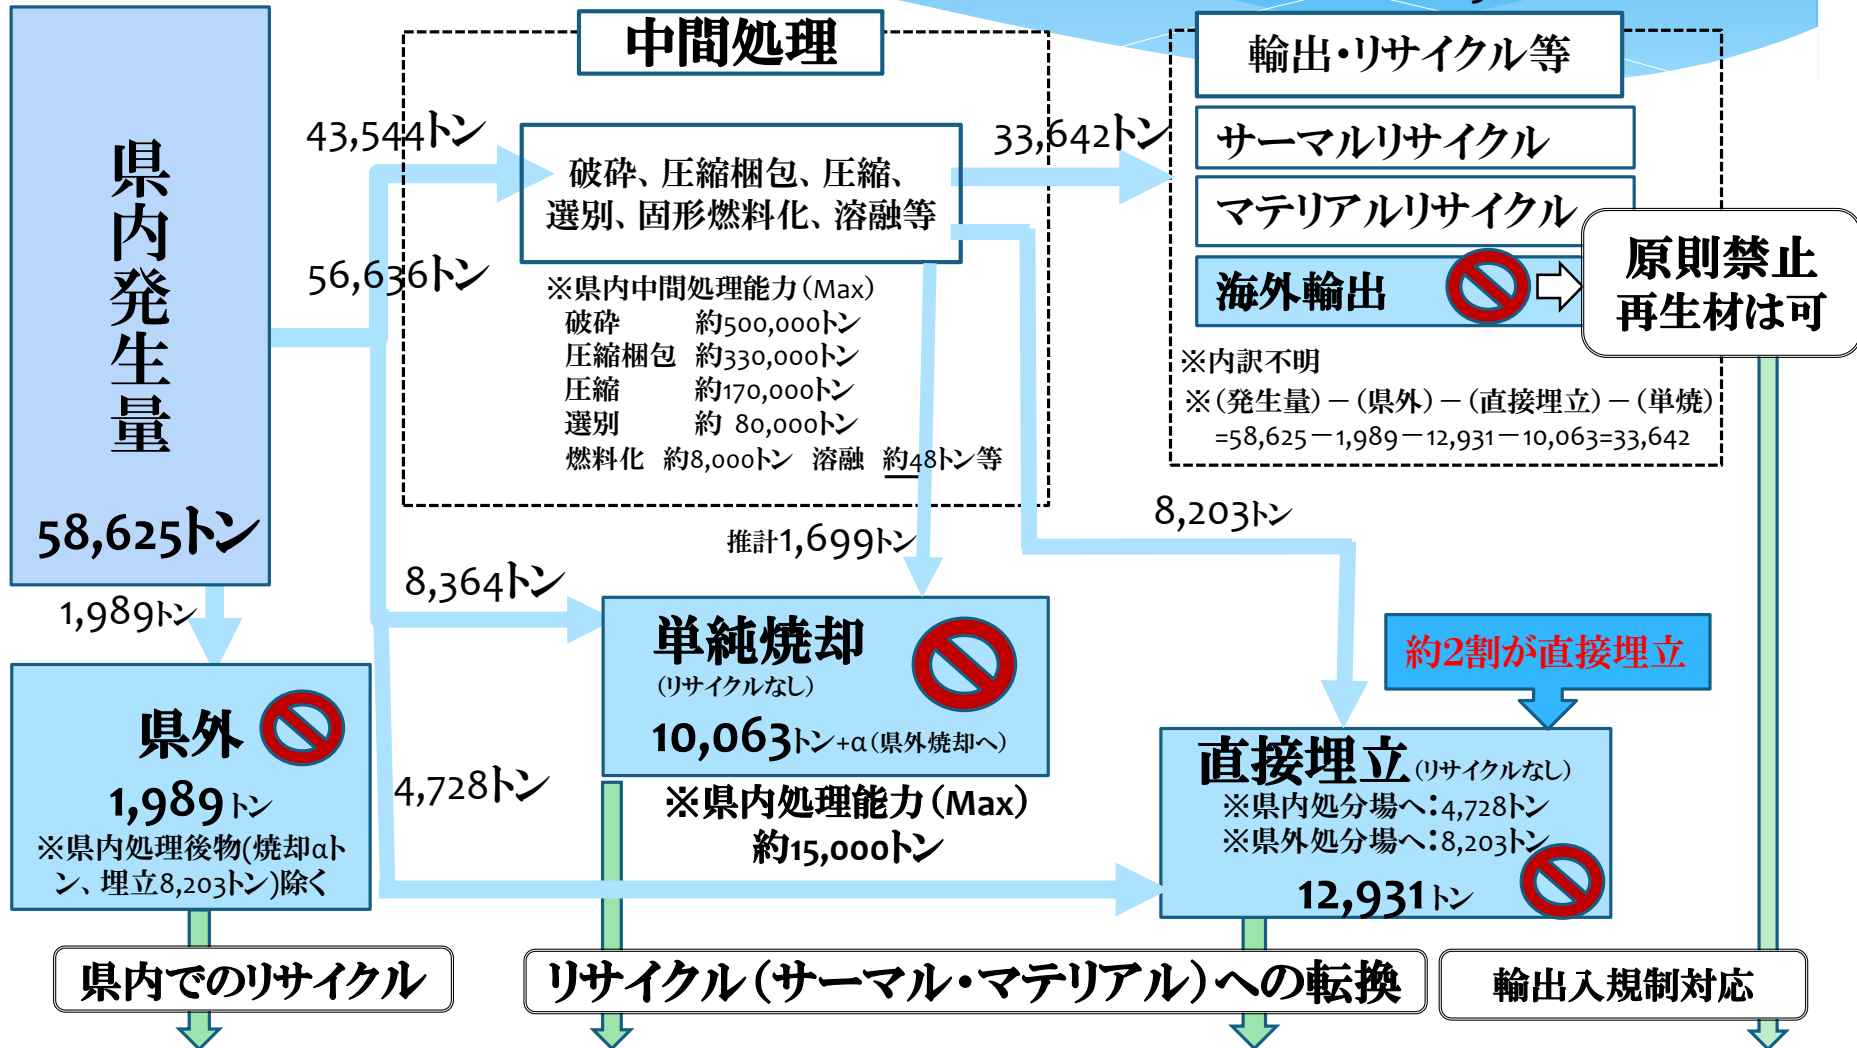 県内発生量
58,625トン
1,989トン
県外
1,989トン
※県内処理後物(焼却αト
ン、埋立8,203トン)除く
県内でのリサイクル
43,544トン
56,636トン
中間処理
破砕、圧縮梱包、圧縮、
選別、固形燃料化、溶融等
※県内中間処理能力(Max)
破砕 約500,000トン
圧縮梱包 約330,000トン
圧縮 約170,000トン
選別 約 80,000トン
燃料化 約8,000トン 溶融 約48トン等
33,642トン
輸出・リサイクル等
サーマルリサイクル
マテリアルリサイクル
海外輸出
原則禁止
再生材は可
※内訳不明
※(発生量)-(県外)-(直接埋立)-(単焼)
=58,625-1,989-12,931-10,063=33,642
推計1,699トン
8,203トン
8,364トン
単純焼却
(リサイクルなし)
10,063トン+α(県外焼却へ)
※県内処理能力(Max)
約15,000トン
4,728トン
約2割が直接埋立
直接埋立(リサイクルなし)
※県内処分場へ:4,728トン
※県外処分場へ:8,203トン
12,931トン
リサイクル(サーマル・マテリアル)への転換
輸出入規制対応